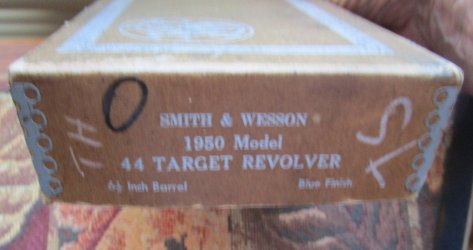 O
SMITH & WESSON
1950 Model
44 TARGET REVOLVER
6½ Inch Barrel Blue Finish